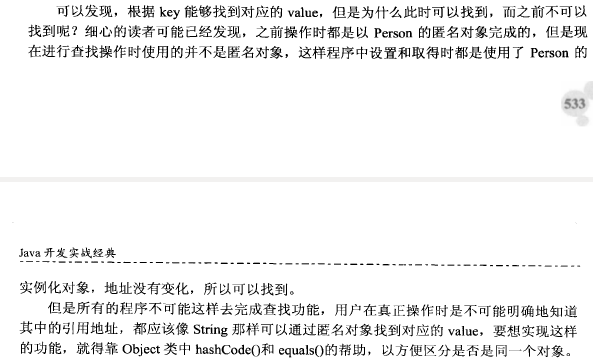 可以发现，根据 key 能够找到对应的 value，但是为什么此时可以找到，而之前不可以
找到呢？细心的读者可能已经发现，之前操作时都是以 Person 的匿名对象完成的，但是现
在进行查找操作时使用的并不是匿名对象，这样程序中设置和取得时都是使用了 Person 的
533
Java 开发实战经典
实例化对象，地址没有变化，所以可以找到。
但是所有的程序不可能这样去完成查找功能，用户在真正操作时是不可能明确地知道
其中的引用地址，都应该像 String 那样可以通过匿名对象找到对应的 value，要想实现这样
的功能，就得靠 Object 类中 hashCode()和 equals()的帮助，以方便区分是否是同一个对象。